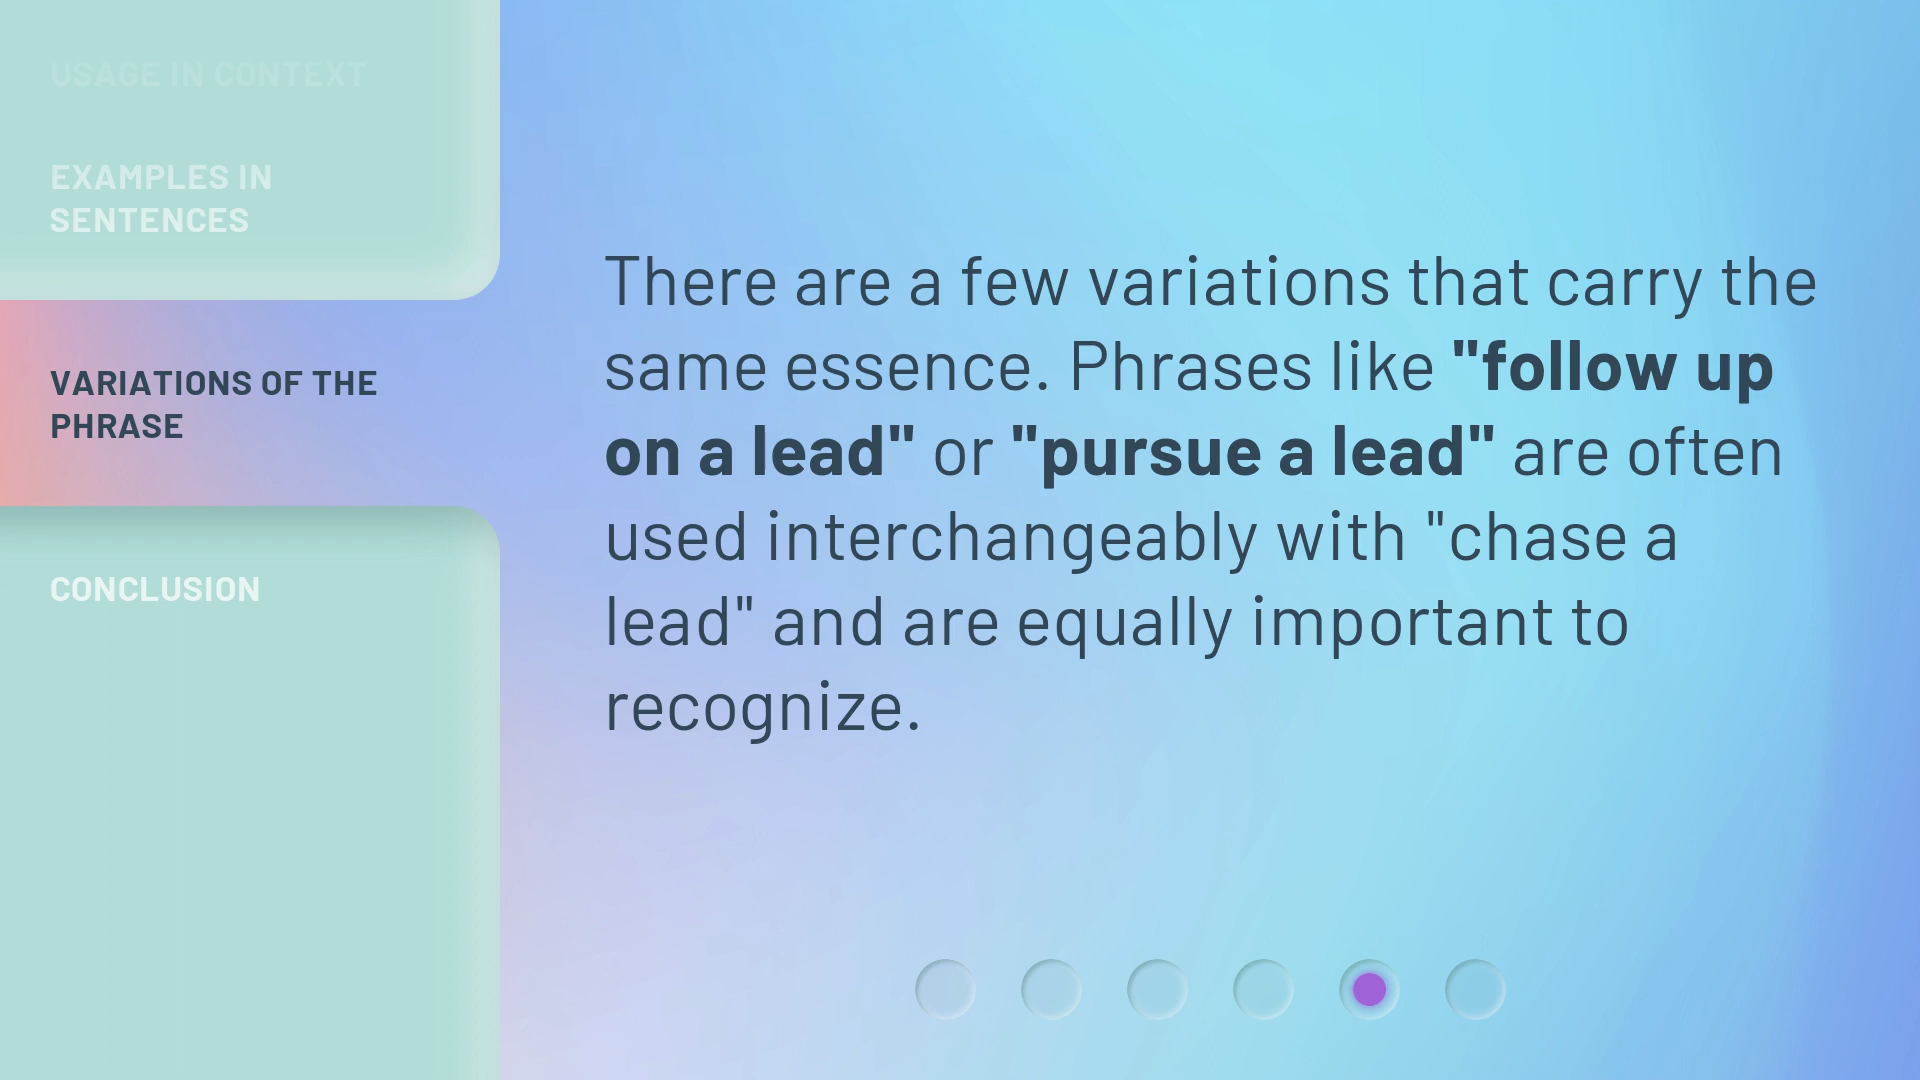 USAGE IN CONTEXT
EXAMPLES IN
SENTENCES
VARIATIONS OF THE
PHRASE
CONCLUSION
There are a few variations that carry the
same essence. Phrases like "follow up
on a lead" or "pursue a lead" are often
used interchangeably with "chase a
lead" and are equally important to
recognize.